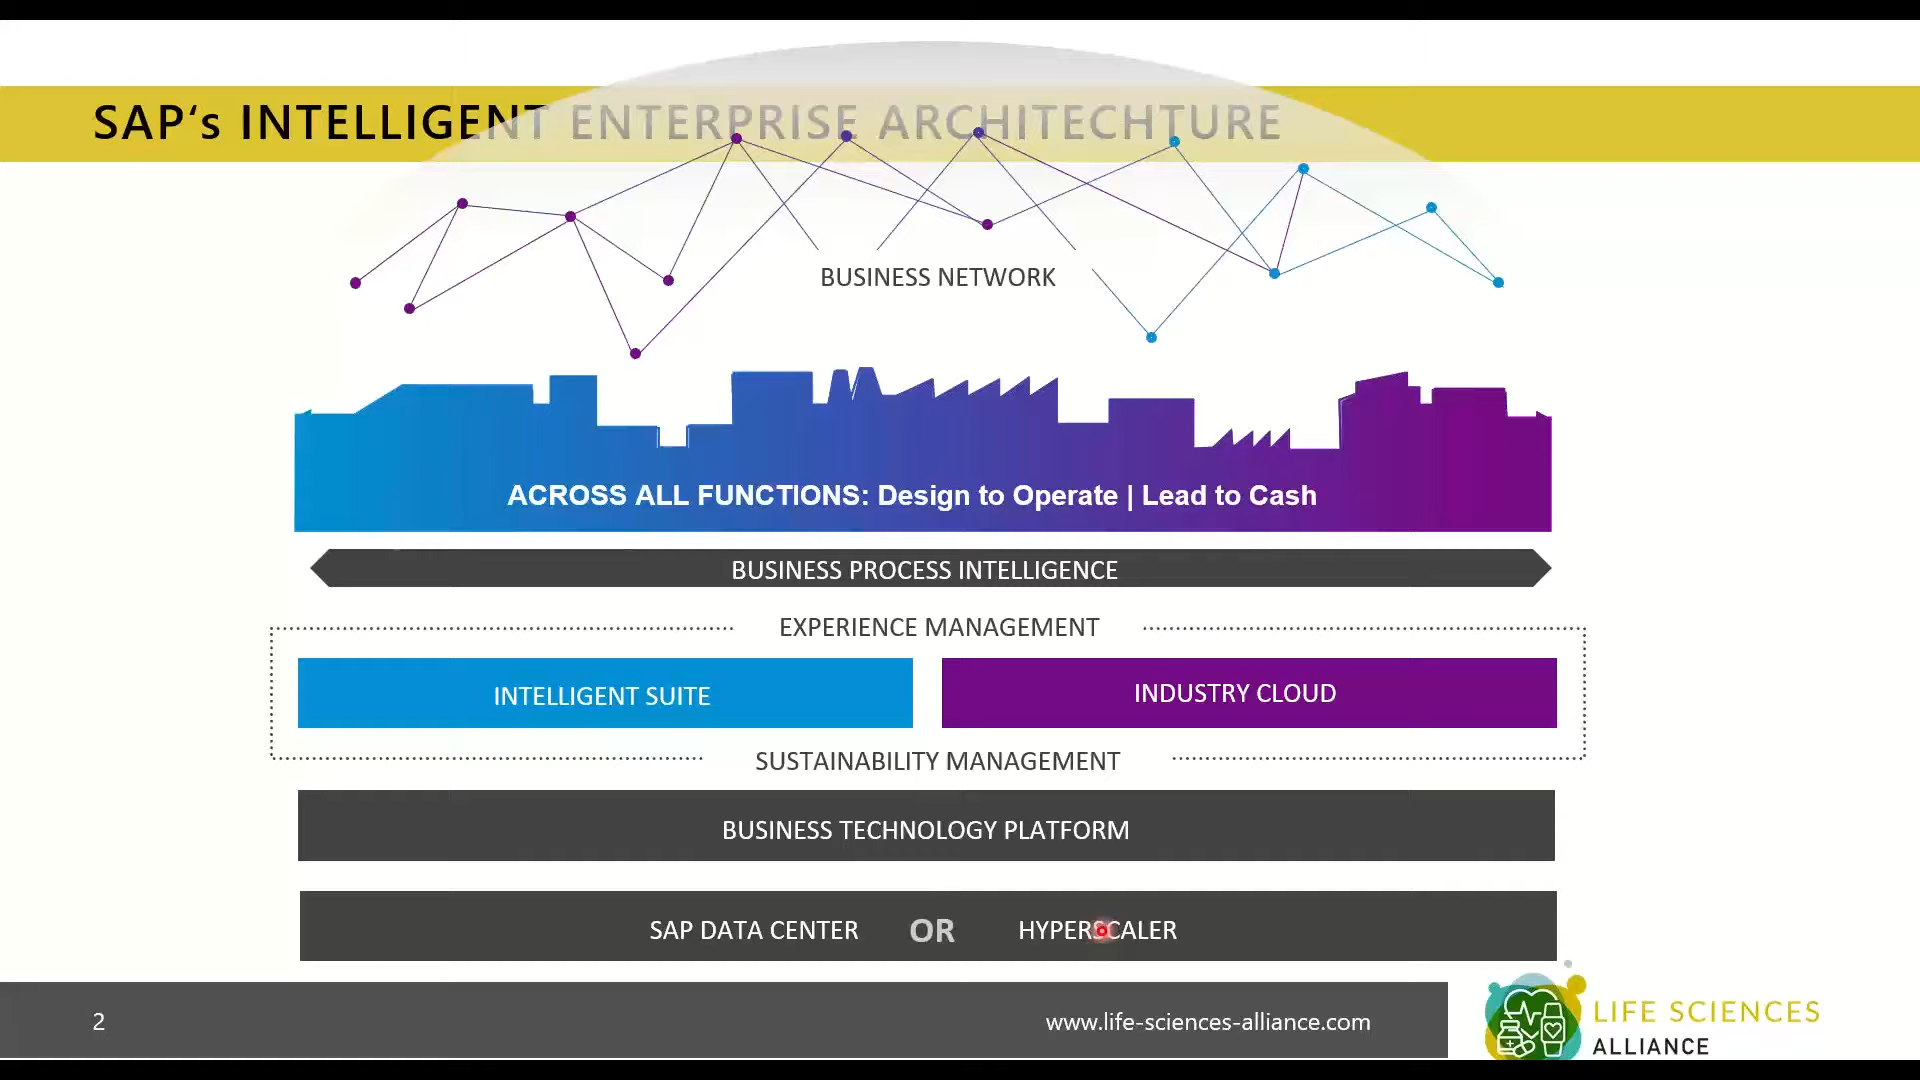 SAP‘s INTELLIGENT ENTERPRISE ARCHITECHTURE
BUSINESS NETWORK
ACROSS ALL FUNCTIONS: Design to Operate | Lead to Cash
BUSINESS PROCESS INTELLIGENCE
EXPERIENCE MANAGEMENT
INTELLIGENT SUITE
INDUSTRY CLOUD
SUSTAINABILITY MANAGEMENT
BUSINESS TECHNOLOGY PLATFORM
SAP DATA CENTER OR HYPERSCALER
2
www.life-sciences-alliance.com
LIFE SCIENCES
ALLIANCE